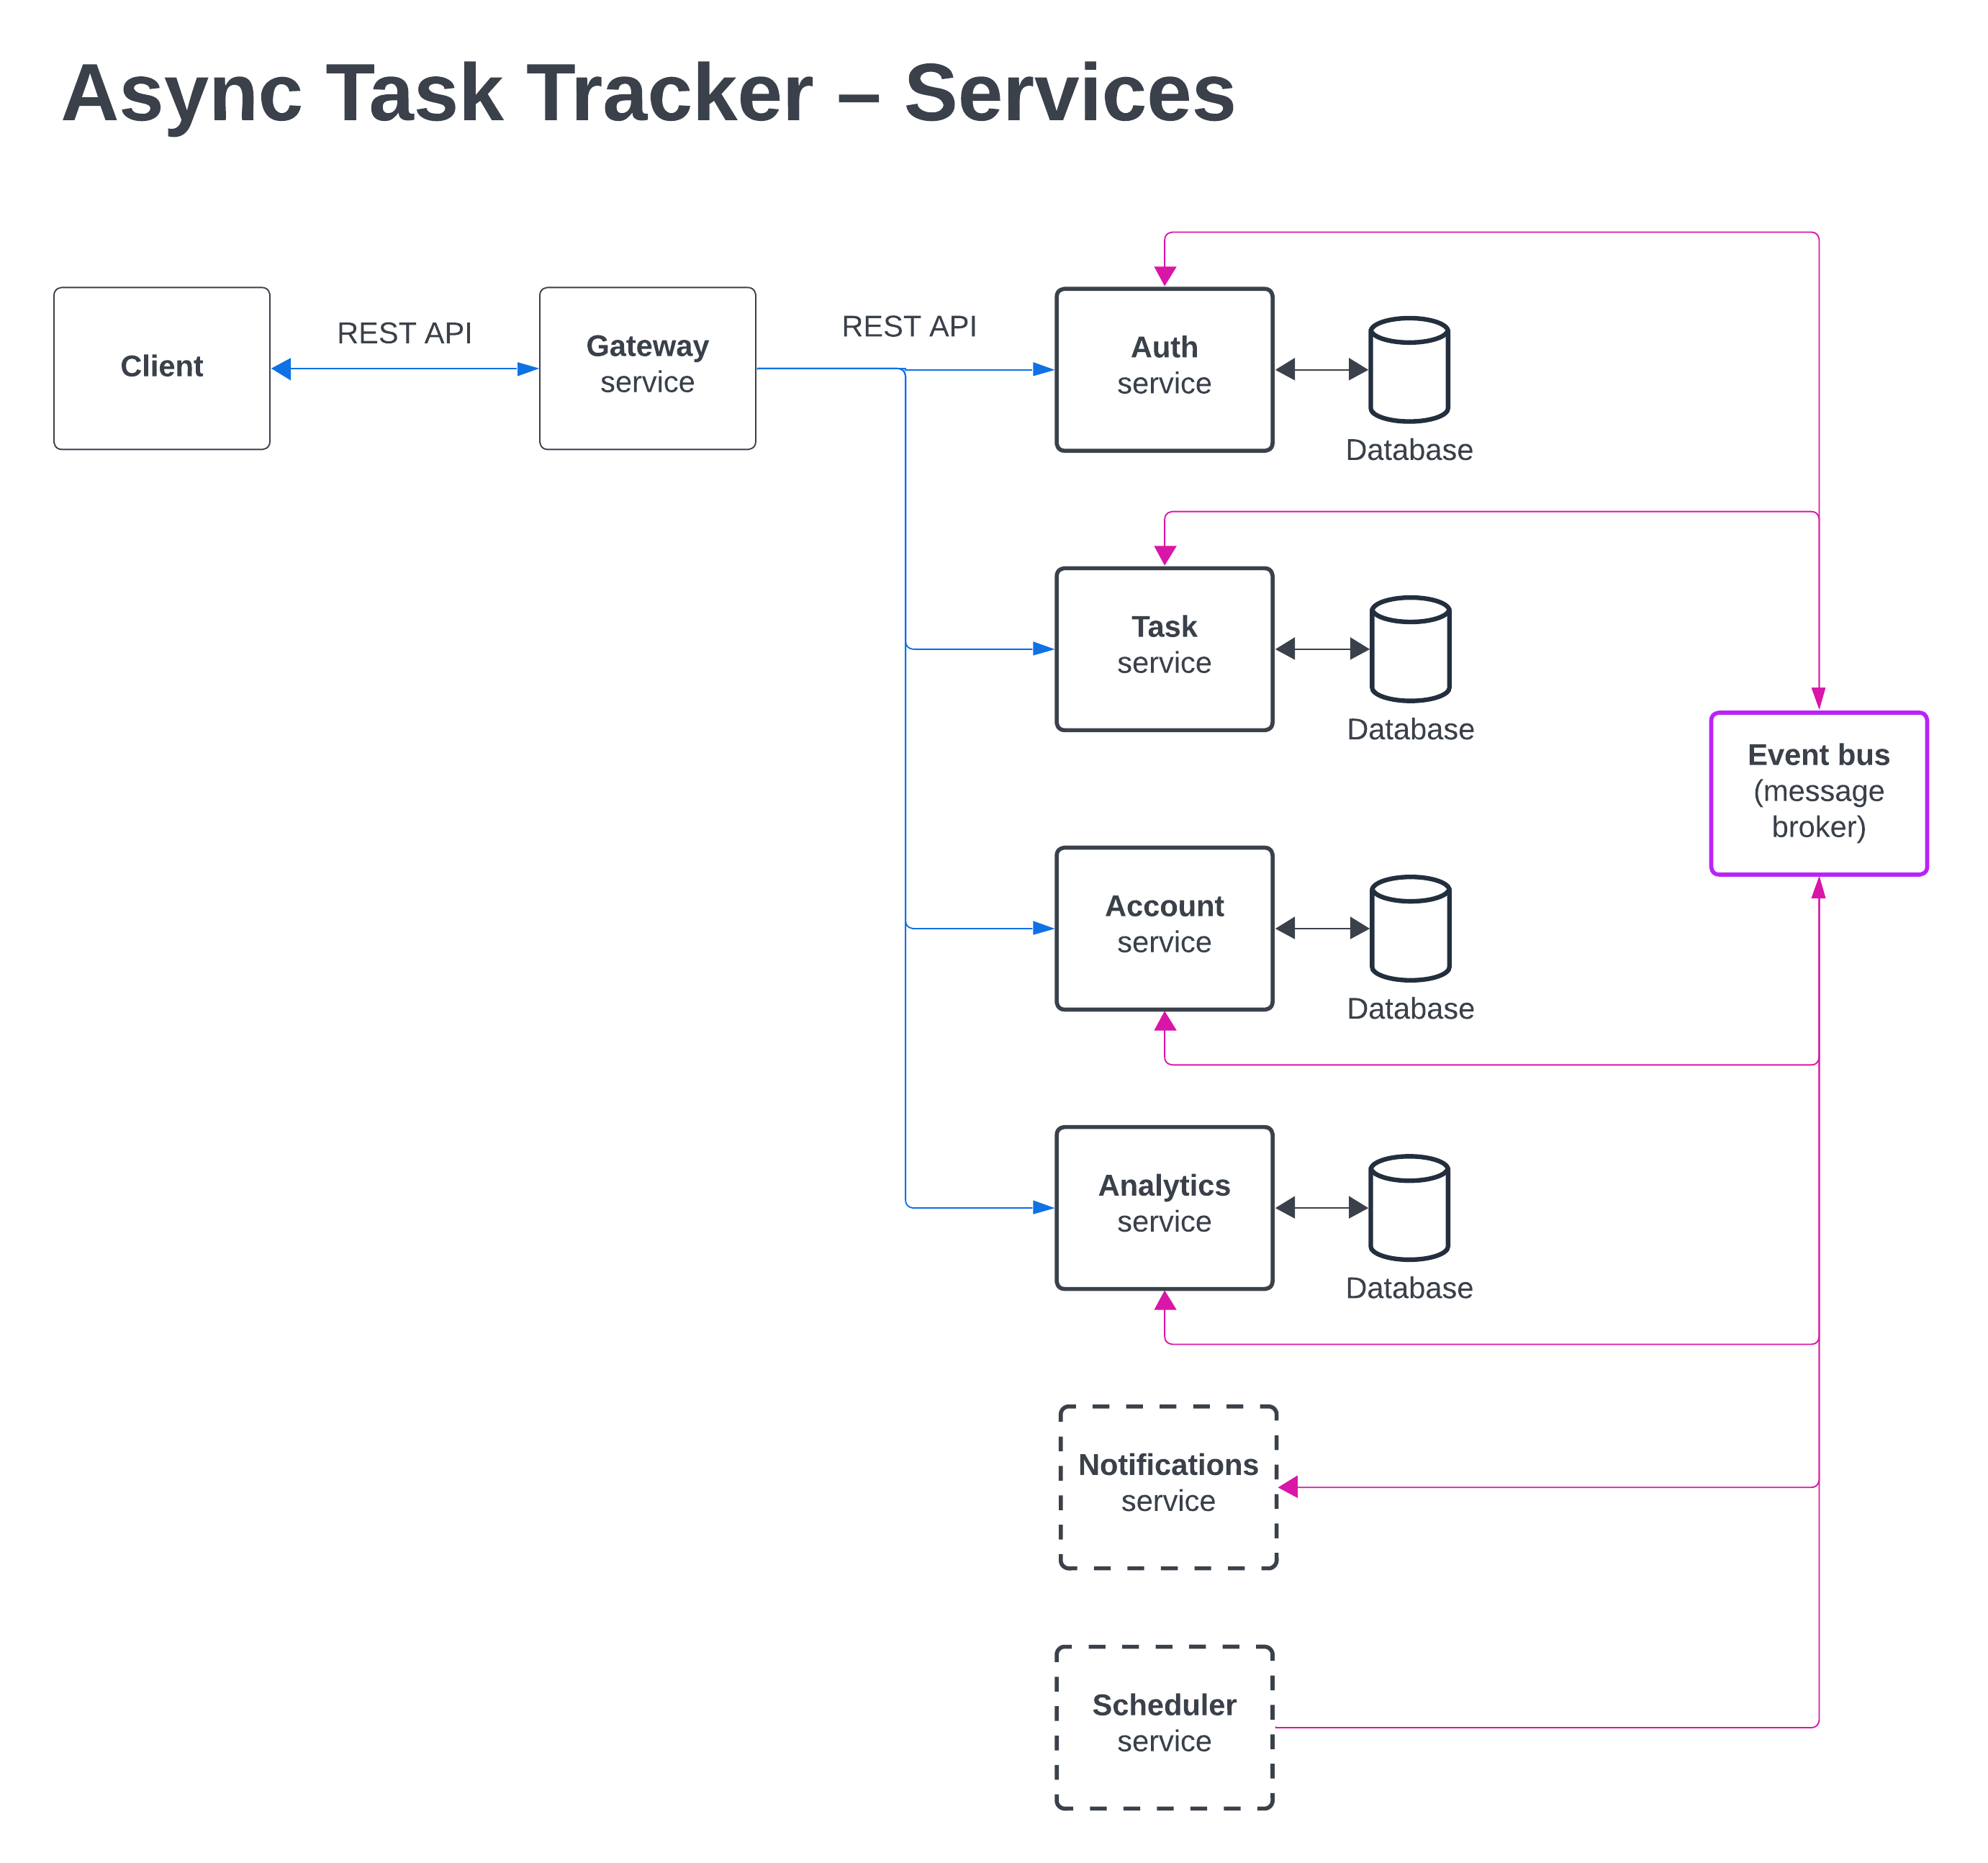 Async Task Tracker – Services
Client
REST API
Gateway
service
REST API
Auth
service
Database
Task
service
Database
Event bus
(message
broker)
Account
service
Database
Analytics
service
Database
Notifications
service
Scheduler
service